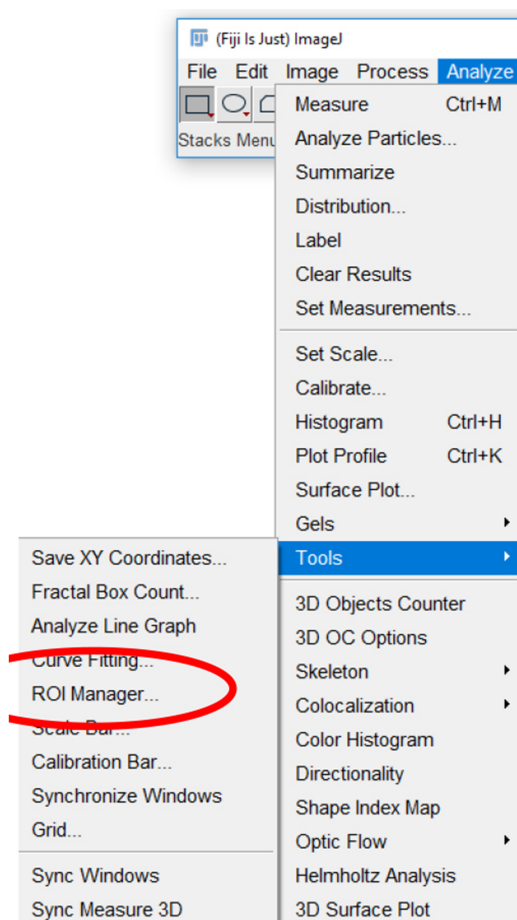 (Fiji Is Just) ImageJ
File Edit Image Process Analyze
Stacks Menu
Measure Ctrl+M
Analyze Particles...
Summarize
Distribution...
Label
Clear Results
Set Measurements...
Set Scale...
Calibrate...
Histogram Ctrl+H
Plot Profile Ctrl+K
Surface Plot...
Gels
Tools
3D Objects Counter
3D OC Options
Skeleton
Colocalization
Color Histogram
Directionality
Shape Index Map
Optic Flow
Helmholtz Analysis
3D Surface Plot
Save XY Coordinates...
Fractal Box Count...
Analyze Line Graph
Curve Fitting...
ROI Manager...
Scale Bar...
Calibration Bar...
Synchronize Windows
Grid...
Sync Windows
Sync Measure 3D